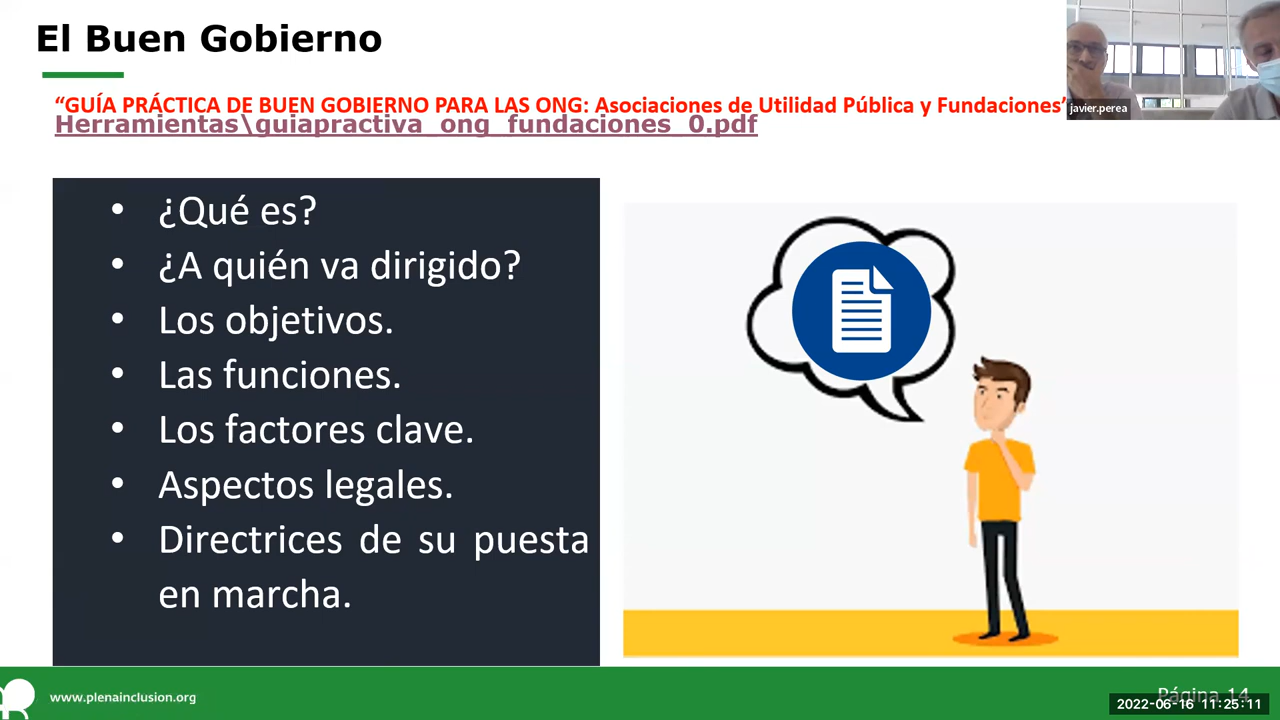 El Buen Gobierno
“GUÍA PRÁCTICA DE BUEN GOBIERNO PARA LAS ONG: Asociaciones de Utilidad Pública y Fundaciones”
Herramientas\guiapractiva_ong_fundaciones_0.pdf
javier.perea
• ¿Qué es?
• ¿A quién va dirigido?
• Los objetivos.
• Las funciones.
• Los factores clave.
• Aspectos legales.
• Directrices de su puesta
en marcha.
www.plenainclusion.org
Página 14
2022-06-16 11:25:11